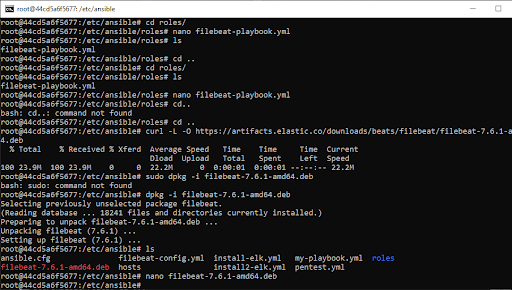 root@44cd5a6f5677: /etc/ansible
root@44cd5a6f5677:/etc/ansible# cd roles/
root@44cd5a6f5677:/etc/ansible/roles# nano filebeat-playbook.yml
root@44cd5a6f5677:/etc/ansible/roles# ls
filebeat-playbook.yml
root@44cd5a6f5677:/etc/ansible/roles# cd ..
root@44cd5a6f5677:/etc/ansible# cd roles/
root@44cd5a6f5677:/etc/ansible/roles# ls
filebeat-playbook.yml
root@44cd5a6f5677:/etc/ansible/roles# nano filebeat-playbook.yml
root@44cd5a6f5677:/etc/ansible/roles# cd..
bash: cd..: command not found
root@44cd5a6f5677:/etc/ansible/roles# cd ..
root@44cd5a6f5677:/etc/ansible# curl -L -O https://artifacts.elastic.co/downloads/beats/filebeat/filebeat-7.6.1-amd6
4.deb
% Total % Received % Xferd Average Speed Time Time Time Current
Dload Upload Total Spent Left Speed
100 23.9M 100 23.9M 0 0 22.2M 0 0:00:01 0:00:01 --:--:-- 22.2M
root@44cd5a6f5677:/etc/ansible# sudo dpkg -i filebeat-7.6.1-amd64.deb
bash: sudo: command not found
root@44cd5a6f5677:/etc/ansible# dpkg -i filebeat-7.6.1-amd64.deb
Selecting previously unselected package filebeat.
(Reading database ... 18241 files and directories currently installed.)
Preparing to unpack filebeat-7.6.1-amd64.deb ...
Unpacking filebeat (7.6.1) ...
Setting up filebeat (7.6.1) ...
root@44cd5a6f5677:/etc/ansible# ls
ansible.cfg filebeat-config.yml install-elk.yml my-playbook.yml roles
filebeat-7.6.1-amd64.deb hosts install2-elk.yml pentest.yml
root@44cd5a6f5677:/etc/ansible# nano filebeat-7.6.1-amd64.deb
root@44cd5a6f5677:/etc/ansible#